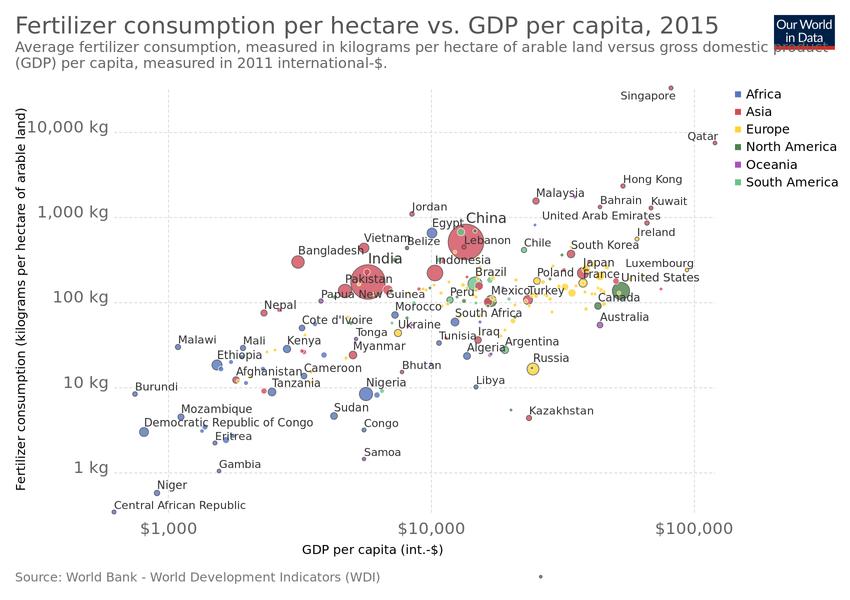 Fertilizer consumption per hectare vs. GDP per capita, 2015
Our World
in Data
Average fertilizer consumption, measured in kilograms per hectare of arable land versus gross domestic product
(GDP) per capita, measured in 2011 international-$.
Fertilizer consumption (kilograms per hectare of arable land)
10,000 kg
1,000 kg
100 kg
10 kg
1 kg
Africa
Asia
Europe
North America
Oceania
South America
Singapore
Qatar
Hong Kong
Malaysia
Bahrain
Kuwait
Jordan
United Arab Emirates
China
Egypt
Ireland
Vietnam
Belize
Lebanon
Chile
South Korea
Bangladesh
India
Indonesia
Japan
Luxembourg
Pakistan
Brazil
Poland
France
United States
Papua New Guinea
Peru
Mexico
Turkey
Canada
Nepal
Morocco
South Africa
Cote d'Ivoire
Ukraine
Australia
Malawi
Mali
Kenya
Tonga
Tunisia
Iraq
Myanmar
Algeria
Argentina
Ethiopia
Afghanistan
Cameroon
Bhutan
Russia
Burundi
Tanzania
Nigeria
Libya
Mozambique
Sudan
Kazakhstan
Democratic Republic of Congo
Congo
Eritrea
Samoa
Gambia
Niger
Central African Republic
$1,000
$10,000
$100,000
GDP per capita (int.-$)
Source: World Bank - World Development Indicators (WDI)